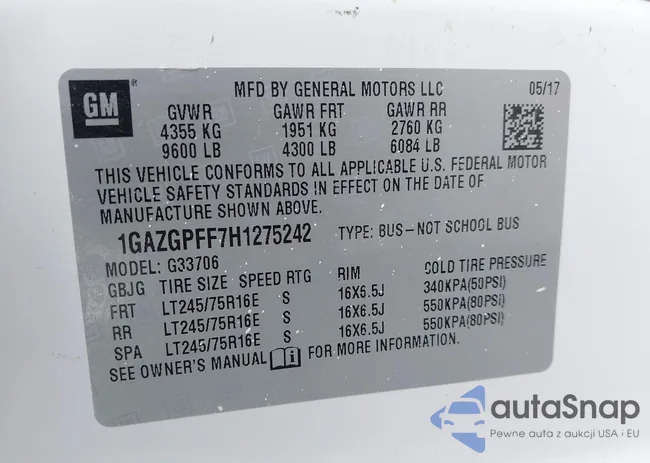 GM
MFD BY GENERAL MOTORS LLC 05/17
GVWR GAWR FRT GAWR RR
4355 KG 1951 KG 2760 KG
9600 LB 4300 LB 6084 LB
THIS VEHICLE CONFORMS TO ALL APPLICABLE U.S. FEDERAL MOTOR
VEHICLE SAFETY STANDARDS IN EFFECT ON THE DATE OF
MANUFACTURE SHOWN ABOVE.
1GAZGPFF7H1275242 TYPE: BUS-NOT SCHOOL BUS
MODEL: G33706
GBJG TIRE SIZE SPEED RTG RIM COLD TIRE PRESSURE
FRT LT245/75R16E S 16X6.5J 340KPA(50PSI)
RR LT245/75R16E S 16X6.5J 550KPA(80PSI)
SPA LT245/75R16E S 16X6.5J 550KPA(80PSI)
SEE OWNER'S MANUAL FOR MORE INFORMATION.
autaSnap
Pewne auta z aukcji USA i EU